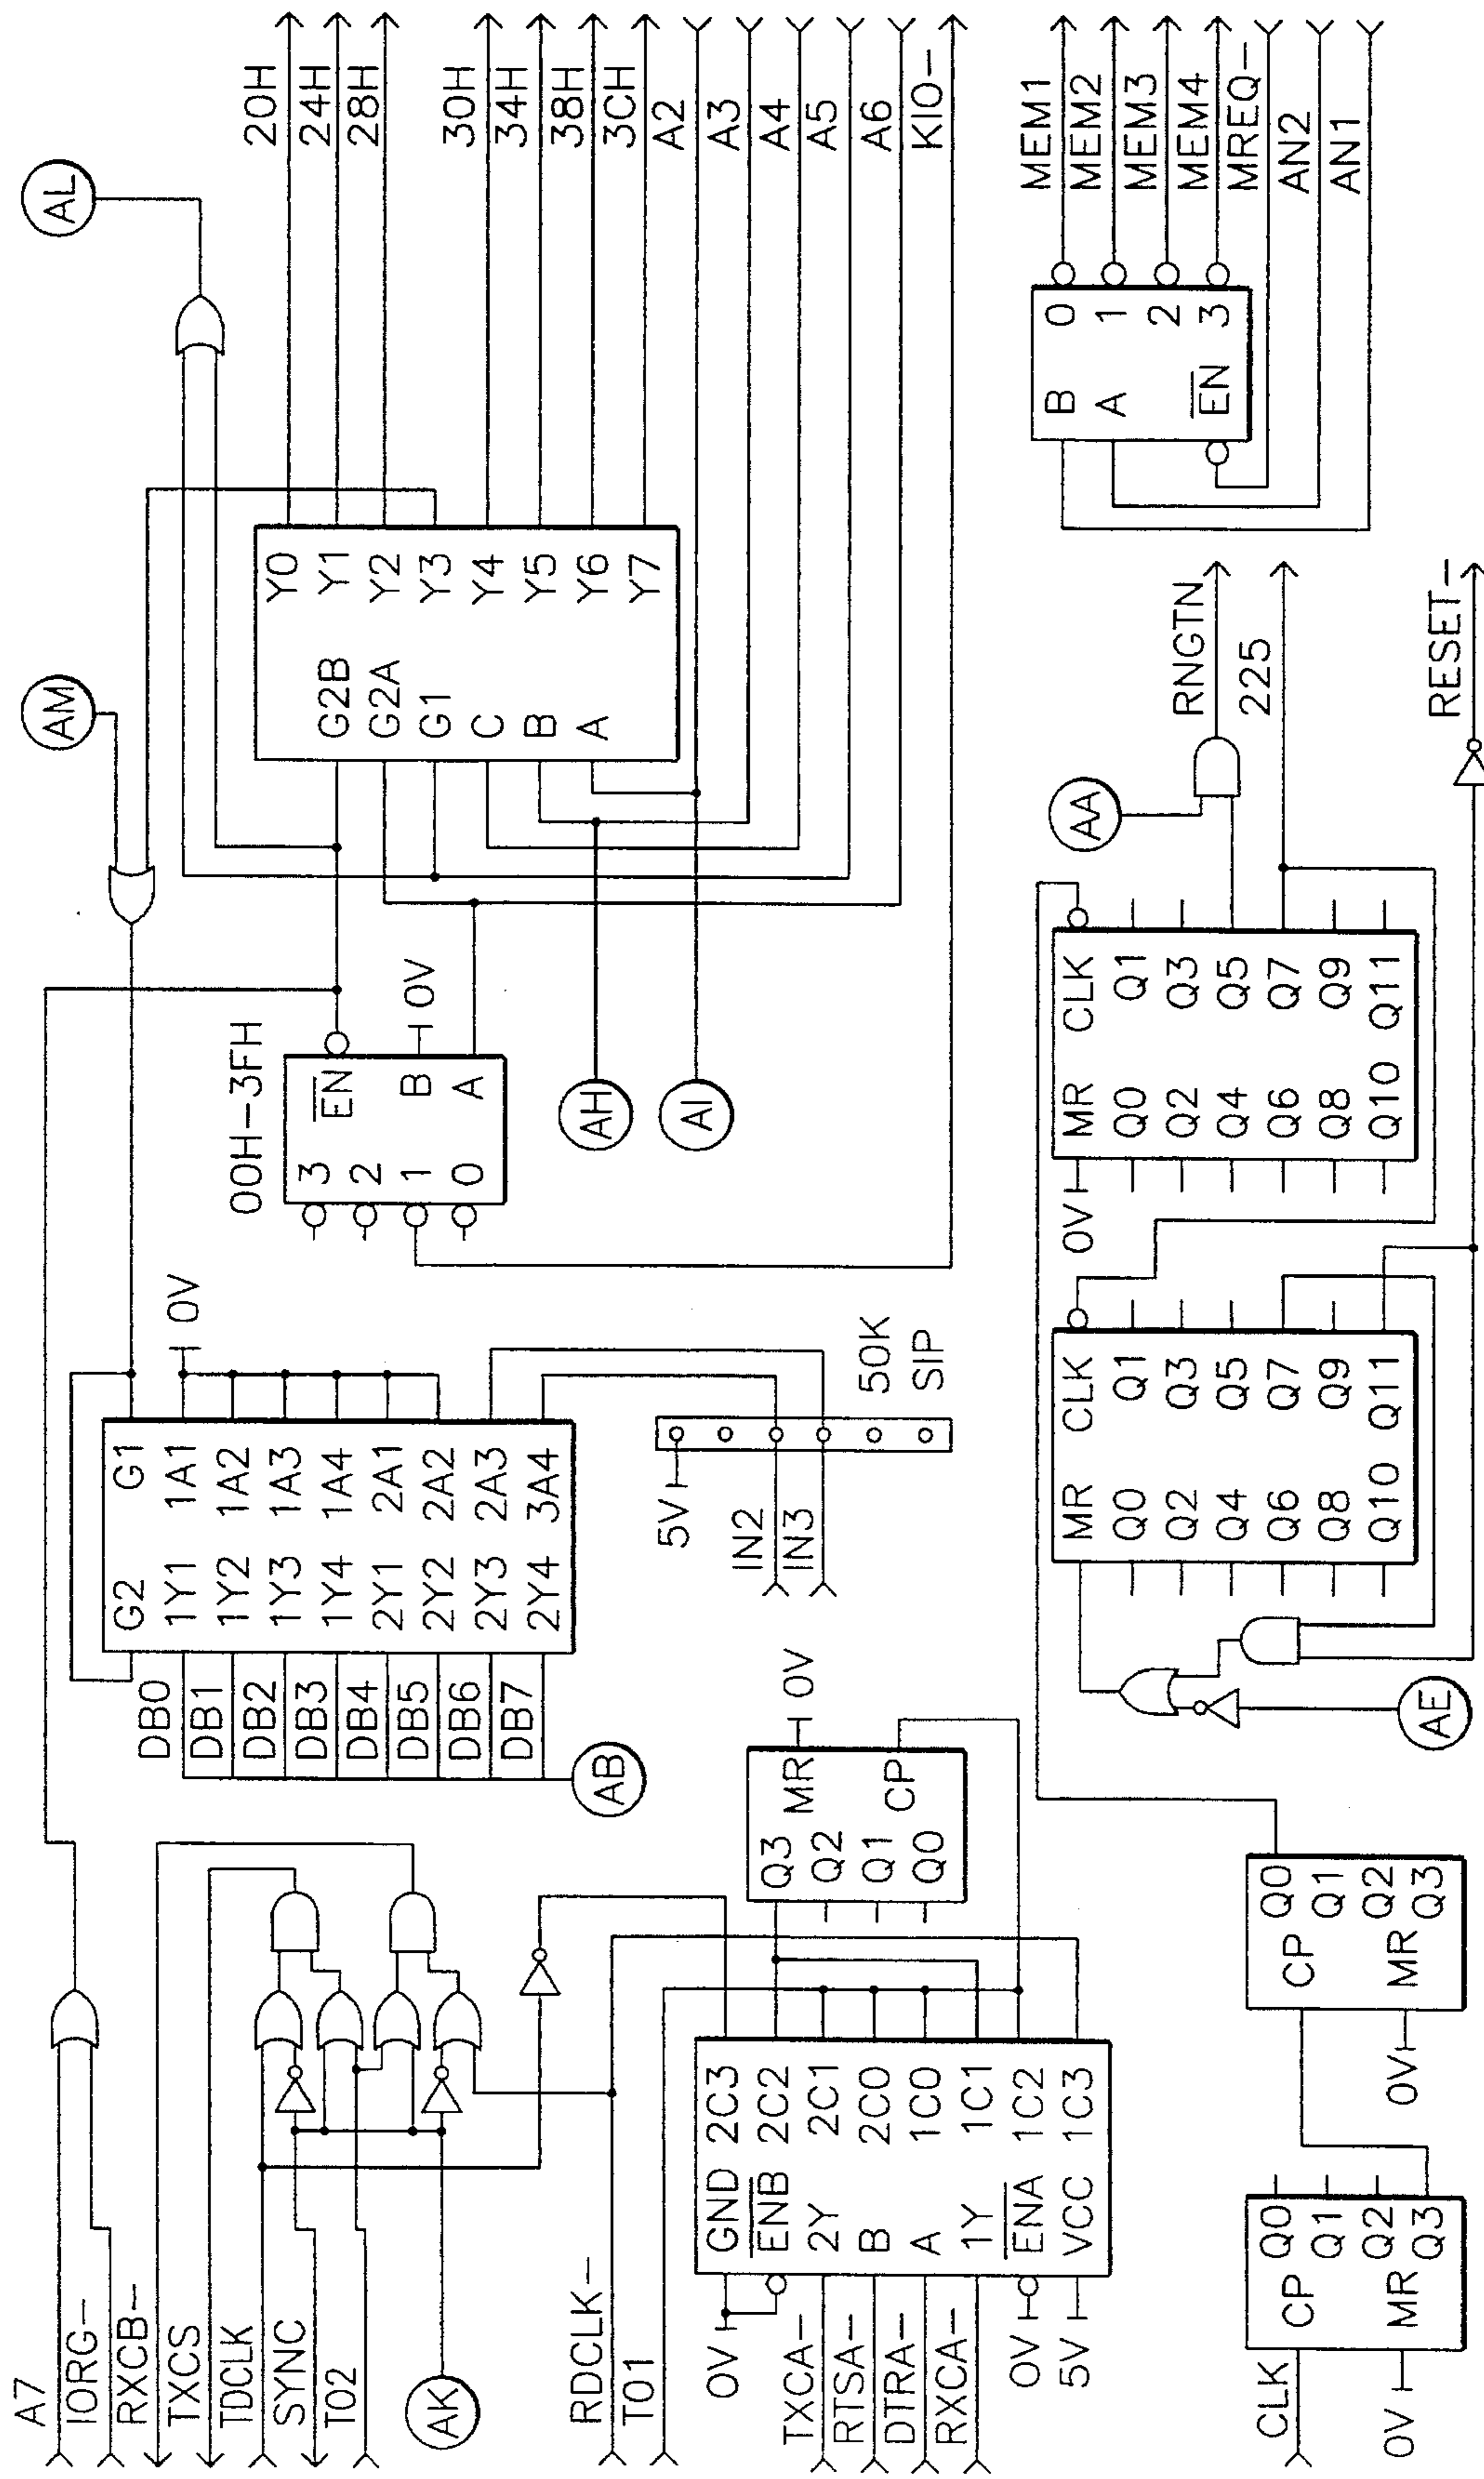 A7
IORG-
RXCB-
TXCS
TDCLK
SYNC
TO2
AK
RDCLK-
TO1
0V
TXCA-
RTSA-
DTRA-
RXCA-
0V
5V
GND 2C3
ENB 2C2
2Y 2C1
B 2C0
A 1C0
1Y 1C1
ENA 1C2
VCC 1C3
Q3 MR
Q2
Q1 CP
Q0
0V
DB0
DB1
DB2
DB3
DB4
DB5
DB6
DB7
AB
G2 G1
1Y1 1A1
1Y2 1A2
1Y3 1A3
1Y4 1A4
2Y1 2A1
2Y2 2A2
2Y3 2A3
2Y4 3A4
0V
5V
IN2
IN3
50K
SIP
00H-3FH
3 EN
2
1 B
0 A
0V
AH
AI
AM
AL
Y0
G2B Y1
G2A Y2
G1 Y3
C Y4
B Y5
A Y6
Y7
20H
24H
28H
30H
34H
38H
3CH
A2
A3
A4
A5
A6
KIO-
CLK
0V
CP Q0
Q1
MR Q2
Q3
0V
CP Q0
Q1
MR Q2
Q3
AE
MR CLK
Q0 Q1
Q2 Q3
Q4 Q5
Q6 Q7
Q8 Q9
Q10 Q11
0V
MR CLK
Q0 Q1
Q2 Q3
Q4 Q5
Q6 Q7
Q8 Q9
Q10 Q11
AA
RNGTN
225
RESET-
B 0
A 1
2
EN 3
MEM1
MEM2
MEM3
MEM4
MREQ-
AN2
AN1